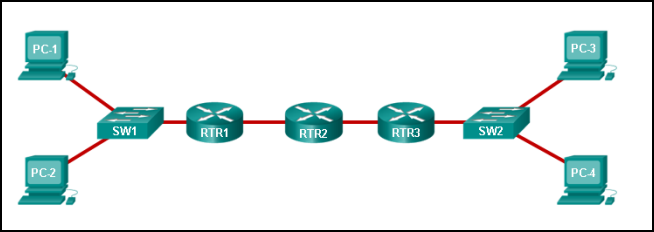 PC-1
PC-3
SW1
RTR1
RTR2
RTR3
SW2
PC-2
PC-4